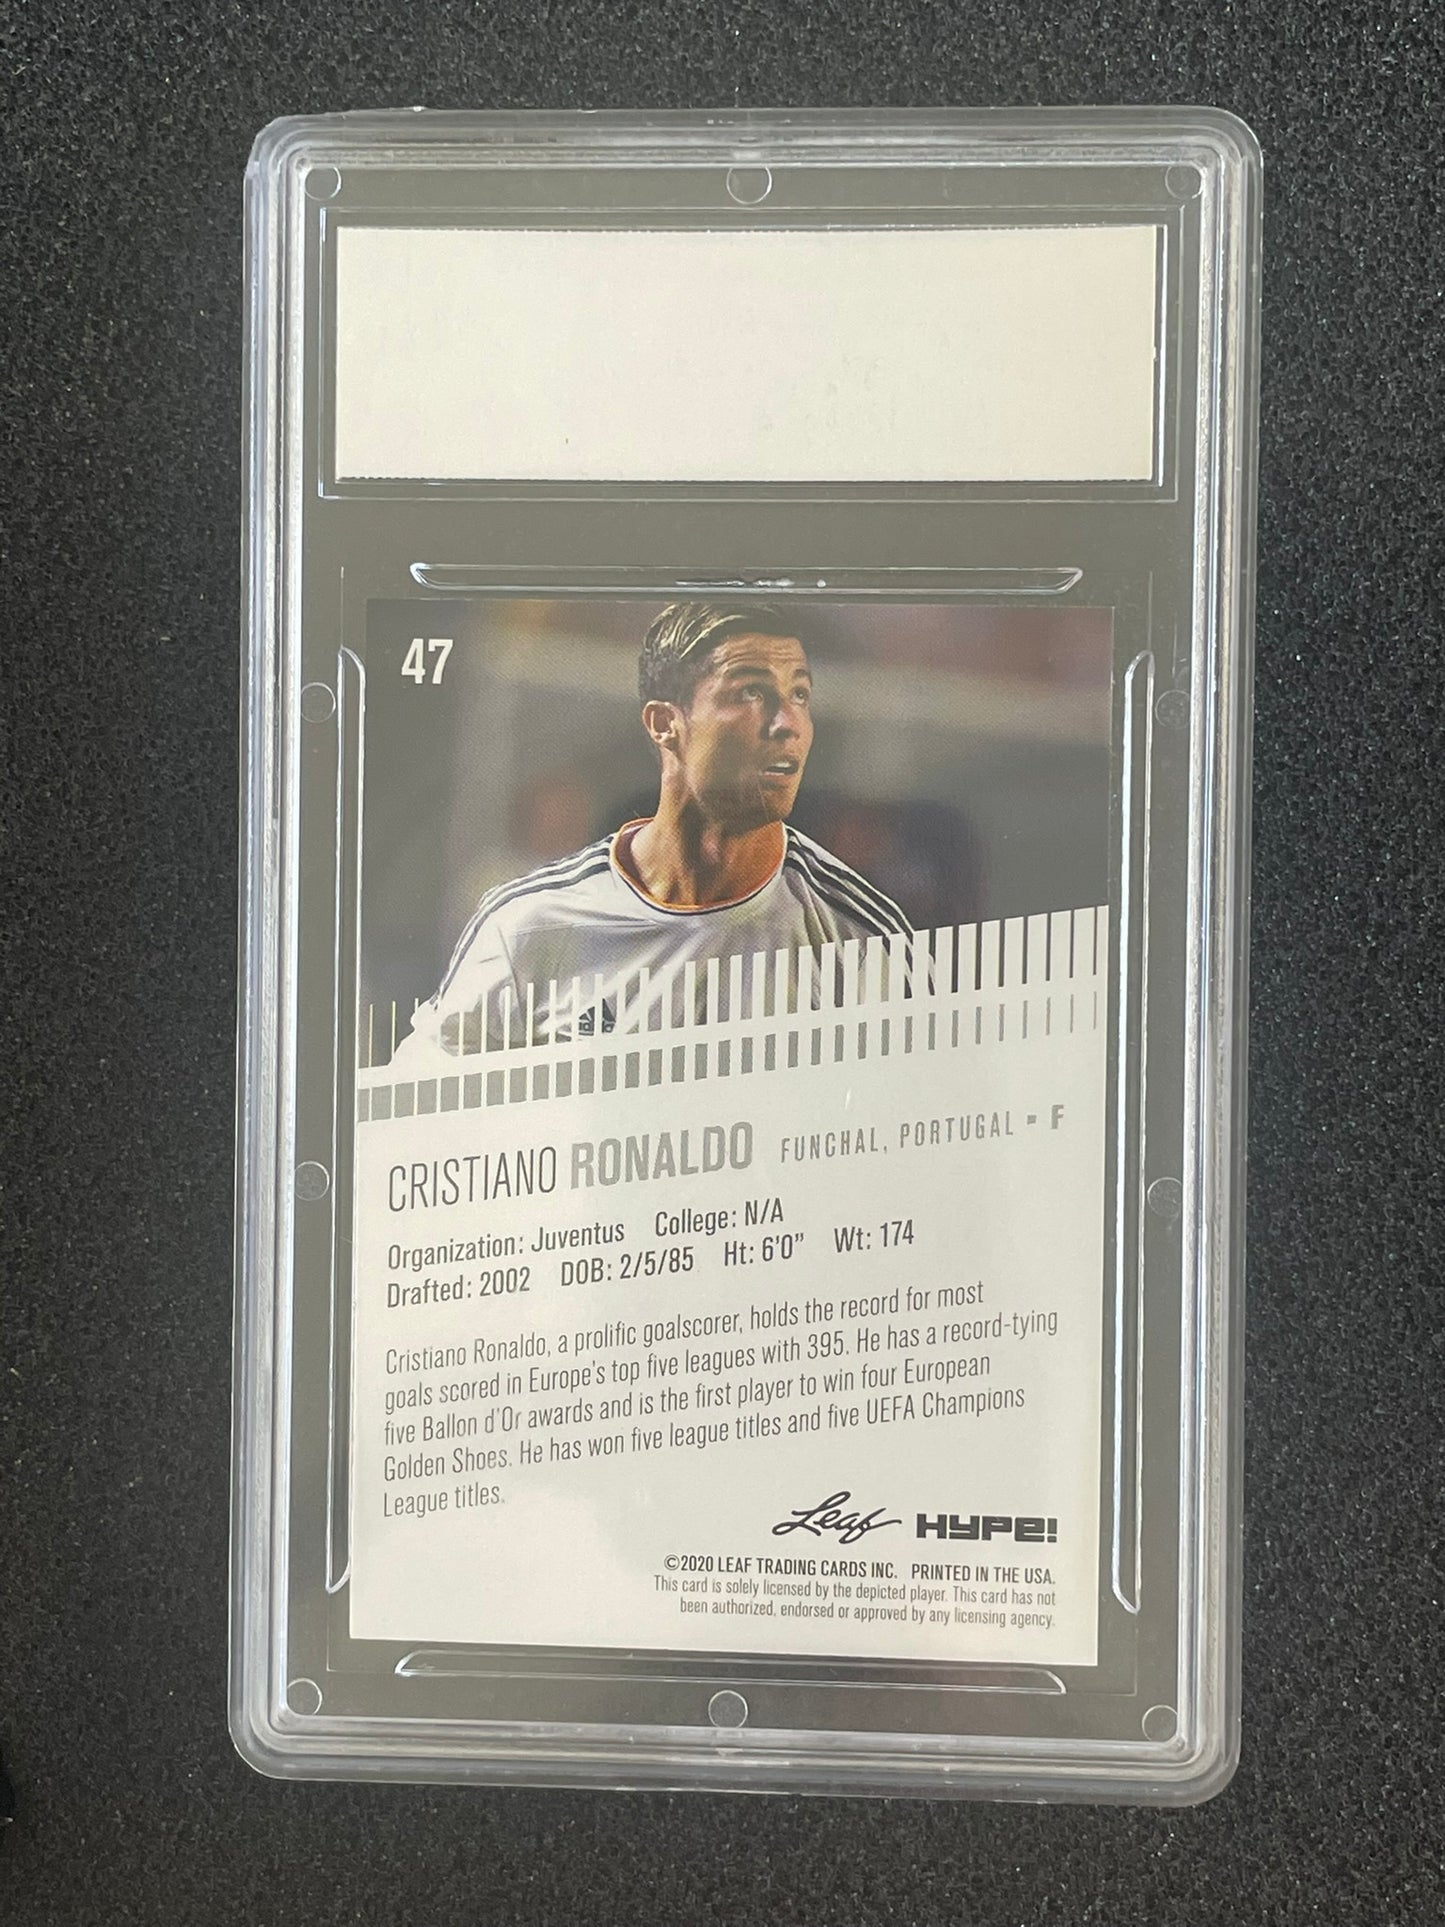 47
CRISTIANO RONALDO FUNCHAL, PORTUGAL ▪ F
Organization: Juventus College: N/A
Drafted: 2002 DOB: 2/5/85 Ht: 6'0" Wt: 174
Cristiano Ronaldo, a prolific goalscorer, holds the record for most
goals scored in Europe's top five leagues with 395. He has a record-tying
five Ballon d'Or awards and is the first player to win four European
Golden Shoes. He has won five league titles and five UEFA Champions
League titles.
Leaf HYPE!
©2020 LEAF TRADING CARDS INC. PRINTED IN THE USA.
This card is solely licensed by the depicted player. This card has not
been authorized, endorsed or approved by any licensing agency.